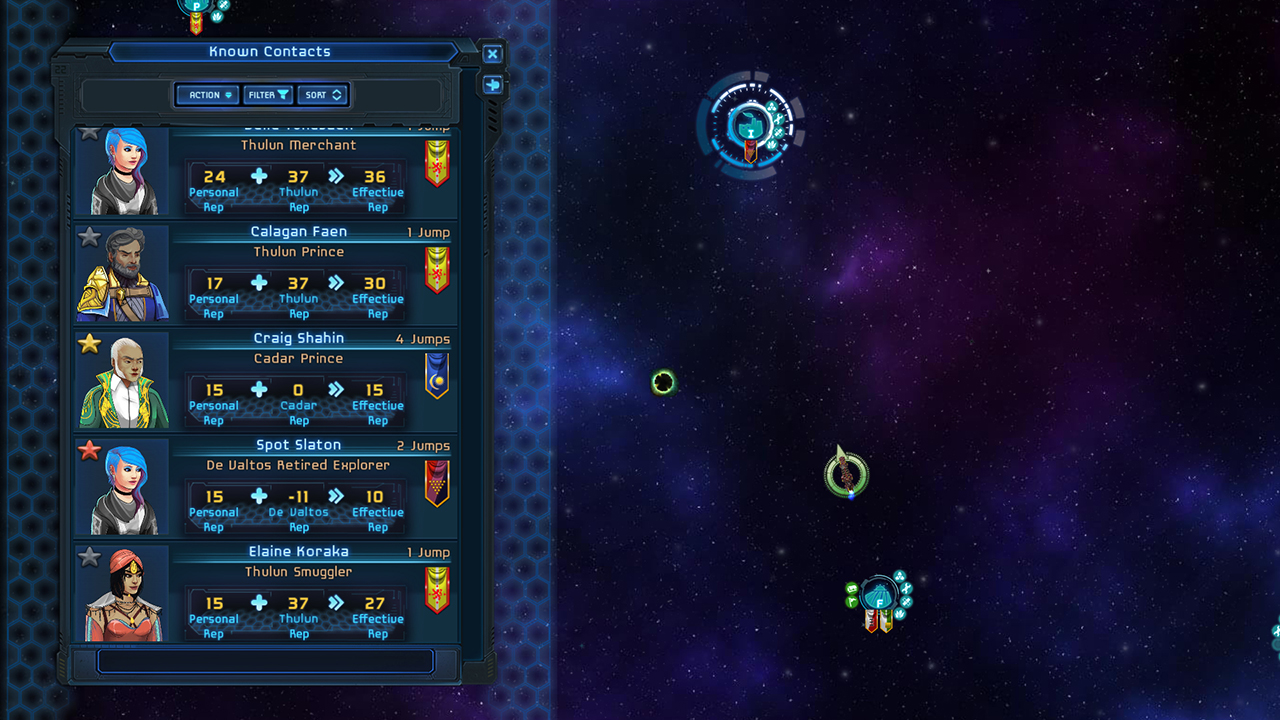 P
Known Contacts
22
ACTION
FILTER
SORT
1 Jump
Thulun Merchant
24 37 36
Personal Rep Thulun Rep Effective Rep
Calagan Faen 1 Jump
Thulun Prince
17 37 30
Personal Rep Thulun Rep Effective Rep
Craig Shahin 4 Jumps
Cadar Prince
15 0 15
Personal Rep Cadar Rep Effective Rep
Spot Slaton 2 Jumps
De Valtos Retired Explorer
15 -11 10
Personal Rep De Valtos Rep Effective Rep
Elaine Koraka 1 Jump
Thulun Smuggler
15 37 27
Personal Rep Thulun Rep Effective Rep
I
F